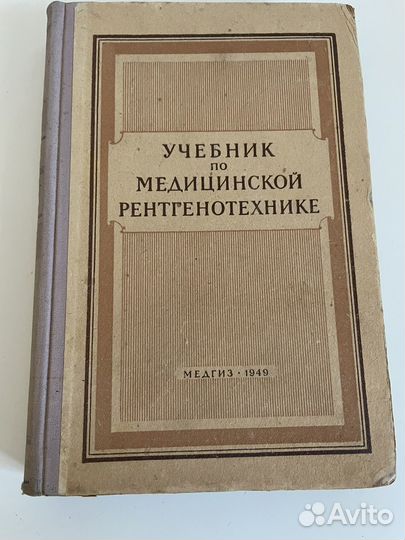 УЧЕБНИК
ПО
МЕДИЦИНСКОЙ
РЕНТГЕНОТЕХНИКЕ
МЕДГИЗ · 1949
Avito